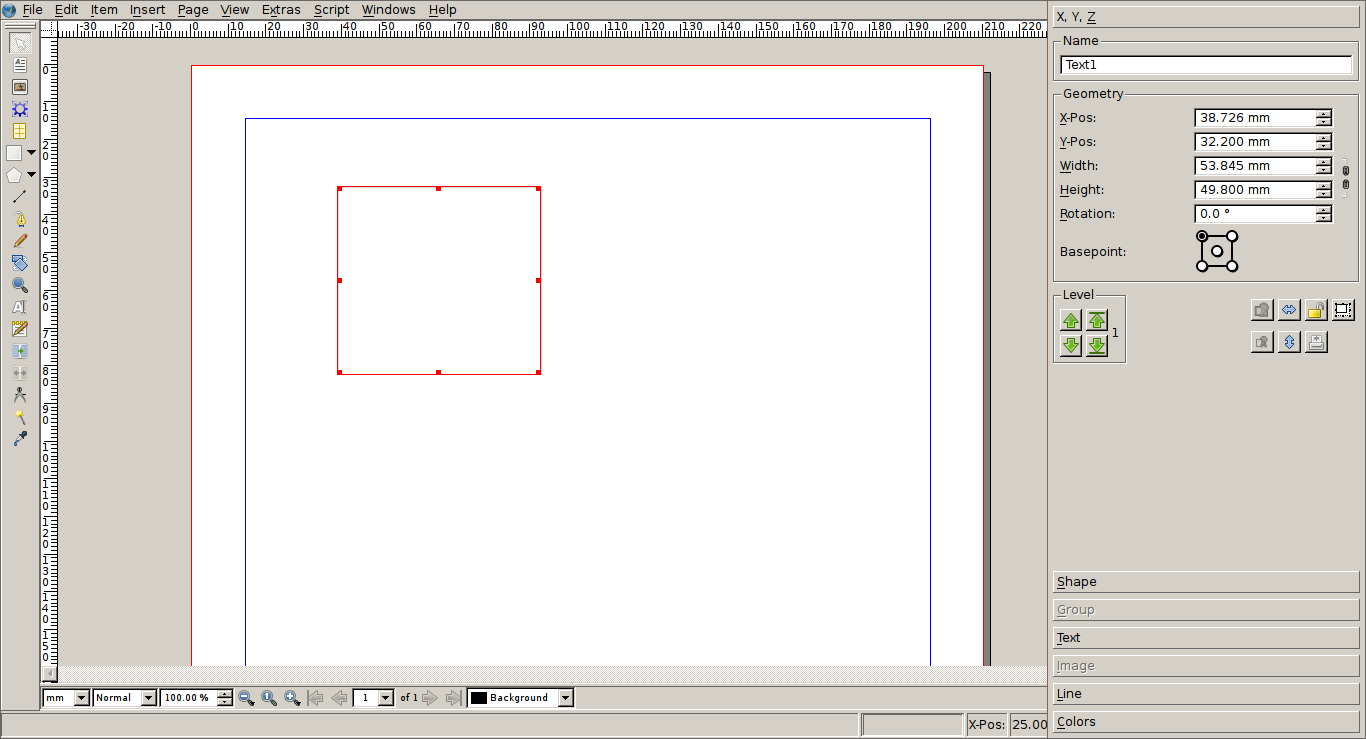 File Edit Item Insert Page View Extras Script Windows Help
X, Y, Z
-30 -20 -10 0 10 20 30 40 50 60 70 80 90 100 110 120 130 140 150 160 170 180 190 200 210 220
Name
Text1
Geometry
X-Pos: 38.726 mm
Y-Pos: 32.200 mm
Width: 53.845 mm
Height: 49.800 mm
Rotation: 0.0 °
Basepoint:
Level
1
0
10
20
30
40
50
60
70
80
90
100
110
120
130
140
150
Shape
Group
Text
Image
Line
Colors
mm Normal 100.00 % 1 of 1 Background
X-Pos: 25.00